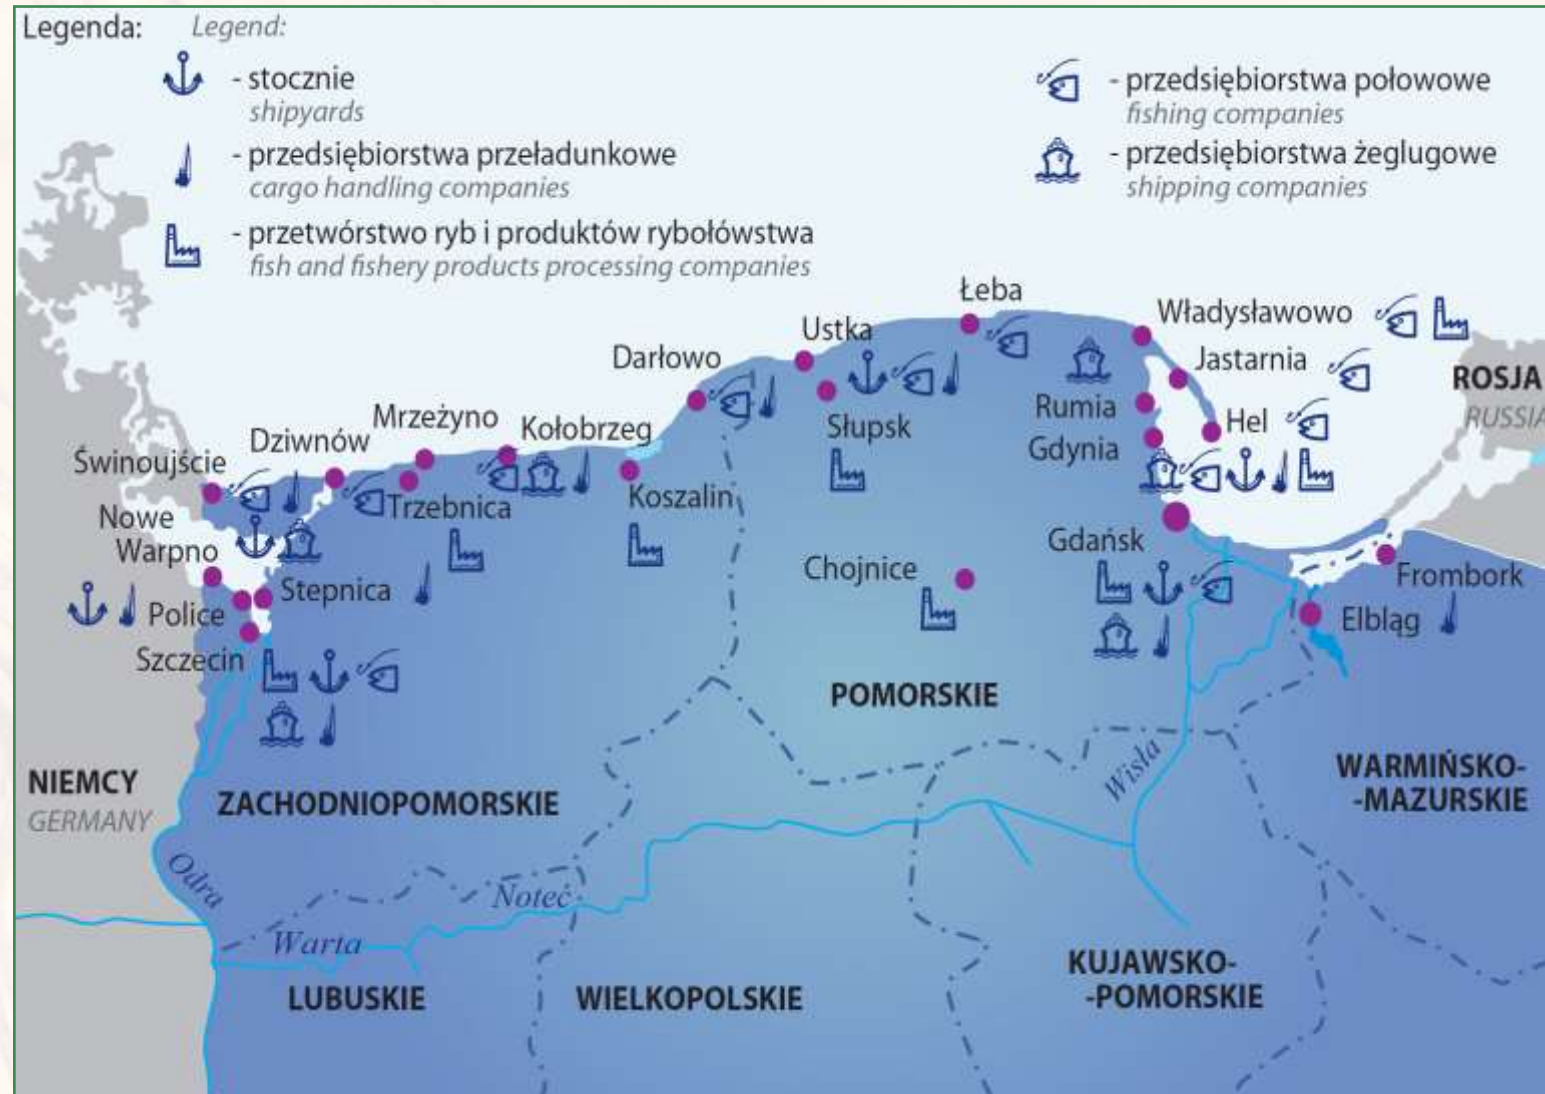 Legenda: Legend:
- stocznie
shipyards
- przedsiębiorstwa przeładunkowe
cargo handling companies
- przetwórstwo ryb i produktów rybołówstwa
fish and fishery products processing companies
- przedsiębiorstwa połowowe
fishing companies
- przedsiębiorstwa żeglugowe
shipping companies
Łeba
Ustka
Władysławowo
Darłowo
Jastarnia
ROSJA
RUSSIA
Mrzeżyno
Kołobrzeg
Słupsk
Rumia
Hel
Dziwnów
Gdynia
Świnoujście
Trzebnica
Koszalin
Nowe
Warpno
Gdańsk
Chojnice
Frombork
Stepnica
Police
Elbląg
Szczecin
POMORSKIE
NIEMCY
GERMANY
ZACHODNIOPOMORSKIE
Wisła
WARMIŃSKO-
-MAZURSKIE
Odra
Noteć
Warta
LUBUSKIE
WIELKOPOLSKIE
KUJAWSKO-
-POMORSKIE